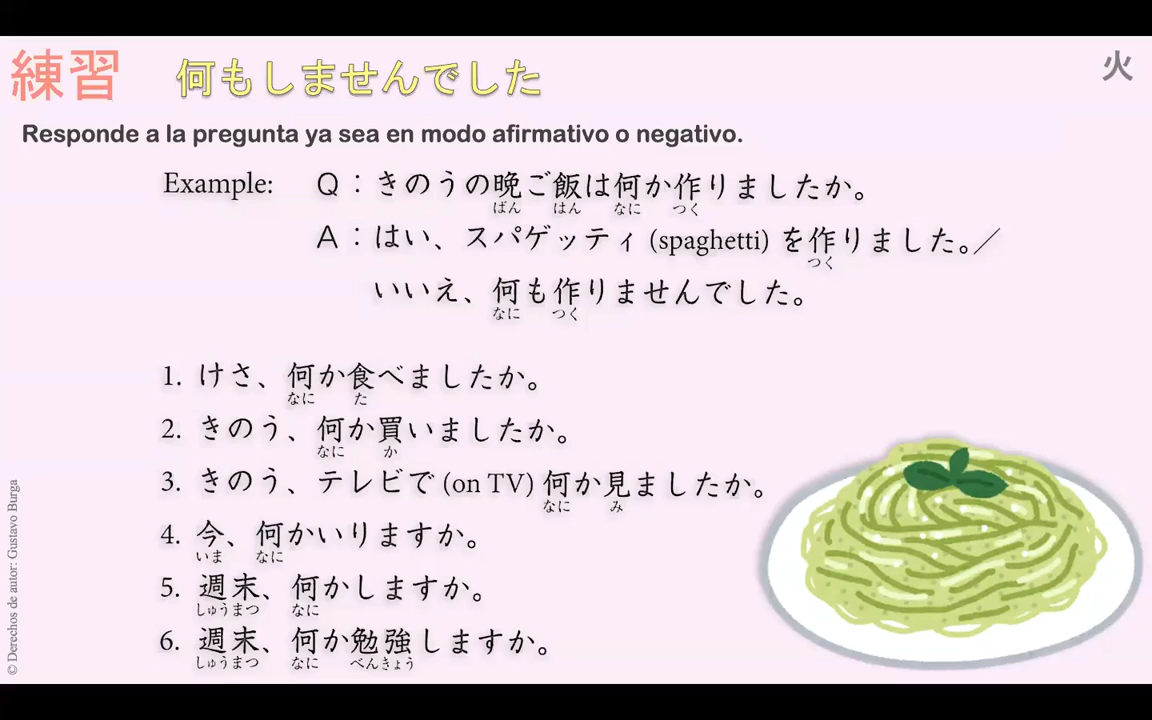 練習 何もしませんでした 火
Responde a la pregunta ya sea en modo afirmativo o negativo.
Example: Q：きのうの晩ご飯は何か作りましたか。
ばん はん なに つく
A：はい、スパゲッティ (spaghetti) を作りました。／
つく
いいえ、何も作りませんでした。
なに つく
1. けさ、何か食べましたか。
なに た
2. きのう、何か買いましたか。
なに か
3. きのう、テレビで (on TV) 何か見ましたか。
なに み
4. 今、何かいりますか。
いま なに
5. 週末、何かしますか。
しゅうまつ なに
6. 週末、何か勉強しますか。
しゅうまつ なに べんきょう
© Derechos de autor: Gustavo Burga